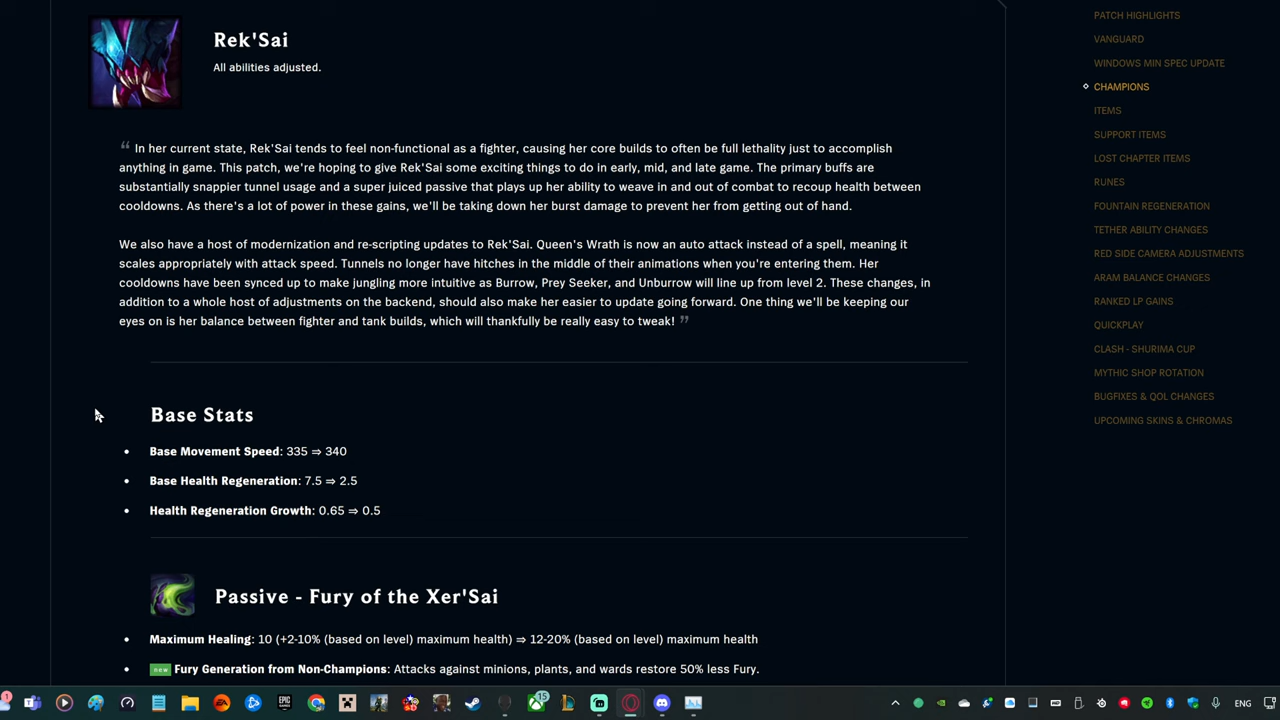 Rek'Sai
All abilities adjusted.
“ In her current state, Rek'Sai tends to feel non-functional as a fighter, causing her core builds to often be full lethality just to accomplish
anything in game. This patch, we're hoping to give Rek'Sai some exciting things to do in early, mid, and late game. The primary buffs are
substantially snappier tunnel usage and a super juiced passive that plays up her ability to weave in and out of combat to recoup health between
cooldowns. As there's a lot of power in these gains, we'll be taking down her burst damage to prevent her from getting out of hand.
We also have a host of modernization and re-scripting updates to Rek'Sai. Queen's Wrath is now an auto attack instead of a spell, meaning it
scales appropriately with attack speed. Tunnels no longer have hitches in the middle of their animations when you're entering them. Her
cooldowns have been synced up to make jungling more intuitive as Burrow, Prey Seeker, and Unburrow will line up from level 2. These changes, in
addition to a whole host of adjustments on the backend, should also make her easier to update going forward. One thing we'll be keeping our
eyes on is her balance between fighter and tank builds, which will thankfully be really easy to tweak! ”
Base Stats
• Base Movement Speed: 335 ⇒ 340
• Base Health Regeneration: 7.5 ⇒ 2.5
• Health Regeneration Growth: 0.65 ⇒ 0.5
Passive - Fury of the Xer'Sai
• Maximum Healing: 10 (+2-10% (based on level) maximum health) ⇒ 12-20% (based on level) maximum health
• new Fury Generation from Non-Champions: Attacks against minions, plants, and wards restore 50% less Fury.
PATCH HIGHLIGHTS
VANGUARD
WINDOWS MIN SPEC UPDATE
CHAMPIONS
ITEMS
SUPPORT ITEMS
LOST CHAPTER ITEMS
RUNES
FOUNTAIN REGENERATION
TETHER ABILITY CHANGES
RED SIDE CAMERA ADJUSTMENTS
ARAM BALANCE CHANGES
RANKED LP GAINS
QUICKPLAY
CLASH - SHURIMA CUP
MYTHIC SHOP ROTATION
BUGFIXES & QOL CHANGES
UPCOMING SKINS & CHROMAS
1
EPIC
GAMES
15
ENG